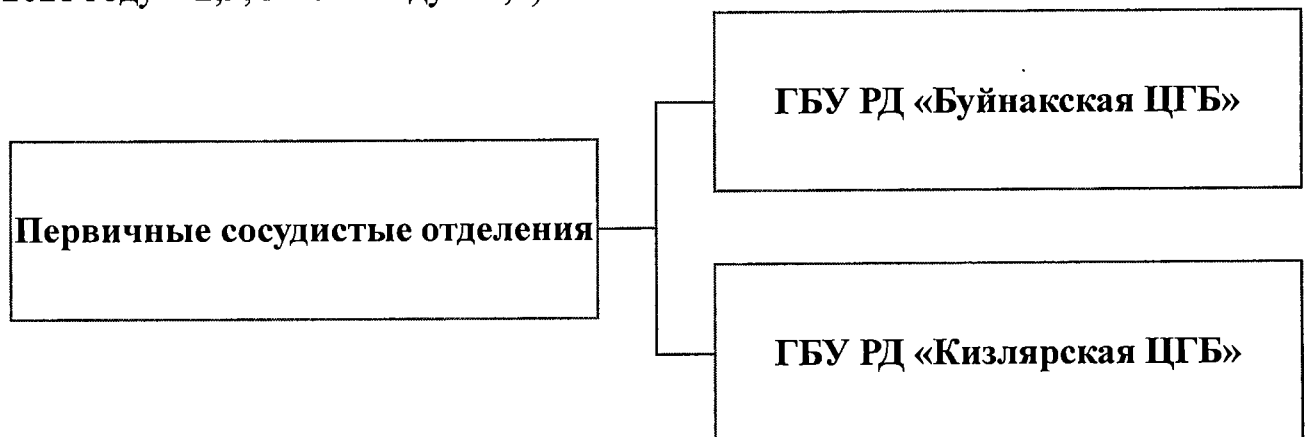 Первичные сосудистые отделения
ГБУ РД «Буйнакская ЦГБ»
ГБУ РД «Кизлярская ЦГБ»